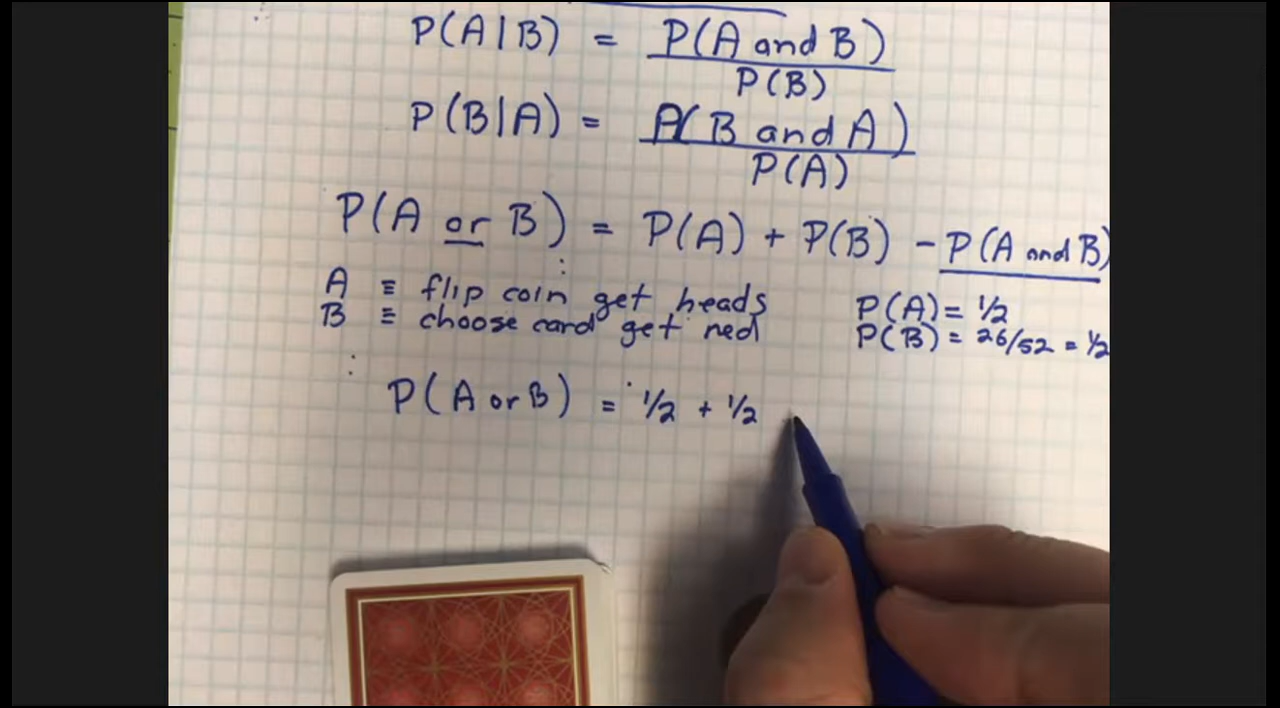 P(A|B) = P(A and B)
P(B)
P(B|A) = P(B and A)
P(A)
P(A or B) = P(A) + P(B) - P(A and B)
A ≡ flip coin get heads
P(A) = 1/2
B ≡ choose card get red
P(B) = 26/52 = 1/2
P(A or B) = 1/2 + 1/2